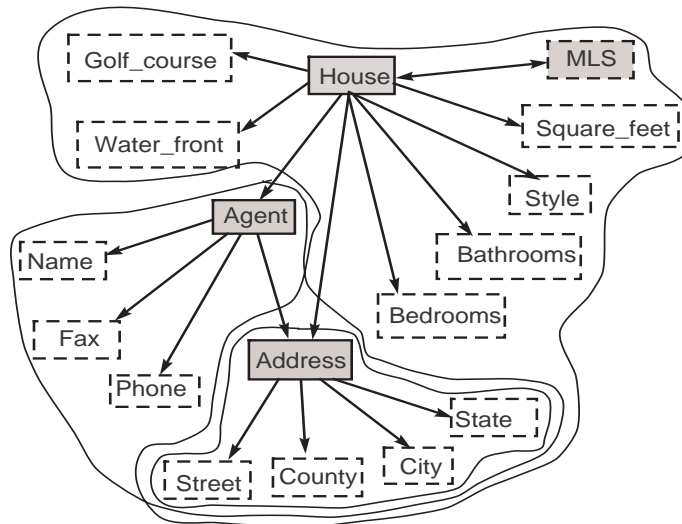 Golf_course
House
MLS
Water_front
Square_feet
Style
Agent
Name
Bathrooms
Fax
Bedrooms
Phone
Address
State
Street
County
City